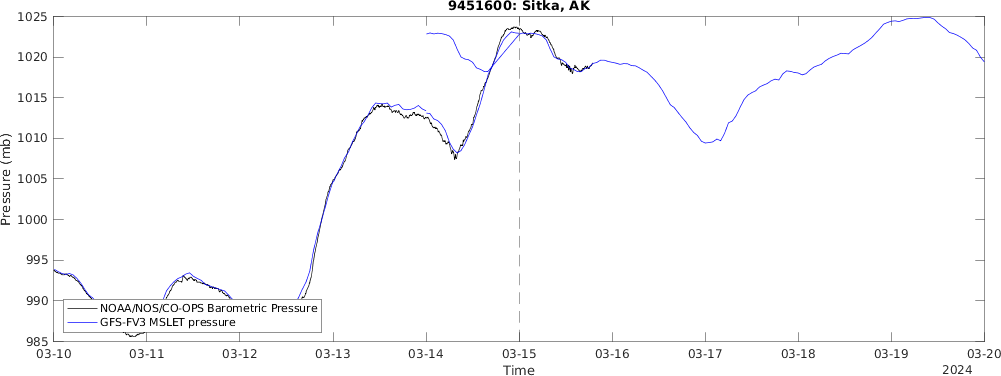 9451600: Sitka, AK
Pressure (mb)
1025
1020
1015
1010
1005
1000
995
990
985
NOAA/NOS/CO-OPS Barometric Pressure
GFS-FV3 MSLET pressure
03-10 03-11 03-12 03-13 03-14 03-15 03-16 03-17 03-18 03-19 03-20
Time
2024